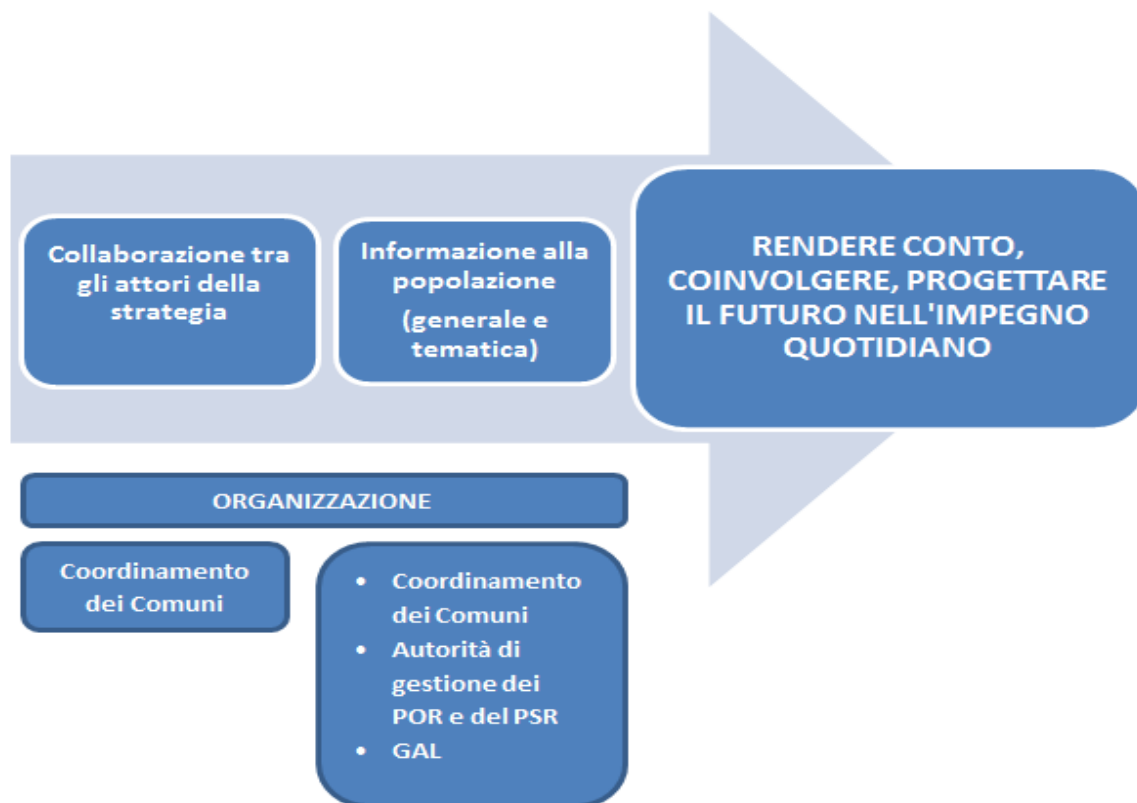 Collaborazione tra
gli attori della
strategia
Informazione alla
popolazione
(generale e
tematica)
RENDERE CONTO,
COINVOLGERE, PROGETTARE
IL FUTURO NELL'IMPEGNO
QUOTIDIANO
ORGANIZZAZIONE
Coordinamento
dei Comuni
• Coordinamento
dei Comuni
• Autorità di
gestione dei
POR e del PSR
• GAL